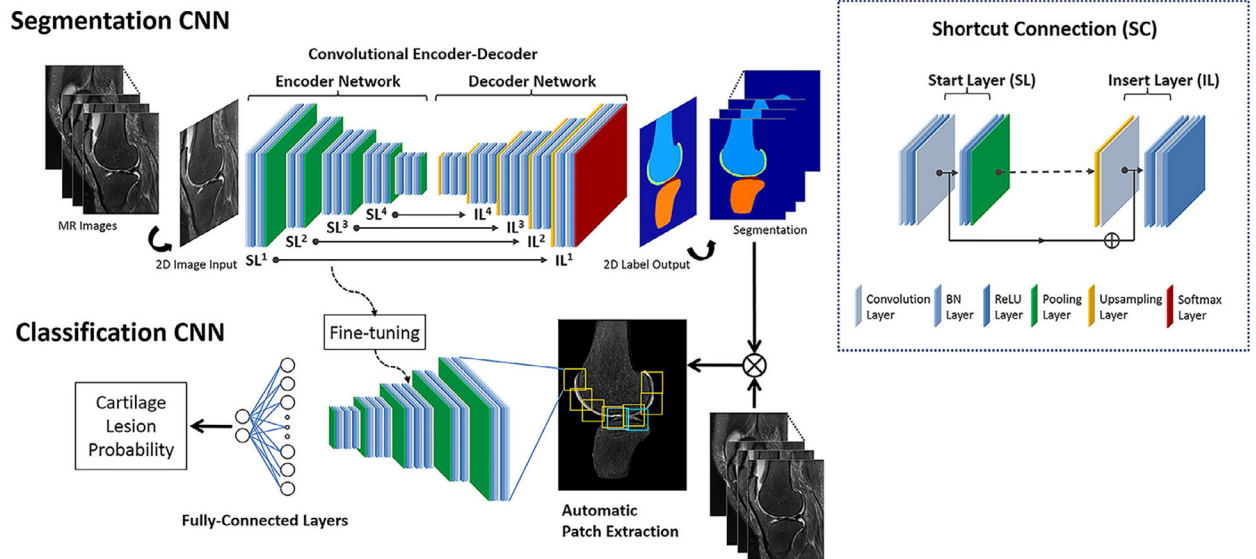 Segmentation CNN
Convolutional Encoder-Decoder
Encoder Network
Decoder Network
MR Images
2D Image Input
SL¹
SL²
SL³
SL⁴
IL⁴
IL³
IL²
IL¹
2D Label Output
Segmentation
Shortcut Connection (SC)
Start Layer (SL)
Insert Layer (IL)
Convolution
Layer
BN
Layer
ReLU
Layer
Pooling
Layer
Upsampling
Layer
Softmax
Layer
Classification CNN
Fine-tuning
Cartilage
Lesion
Probability
Fully-Connected Layers
Automatic
Patch Extraction